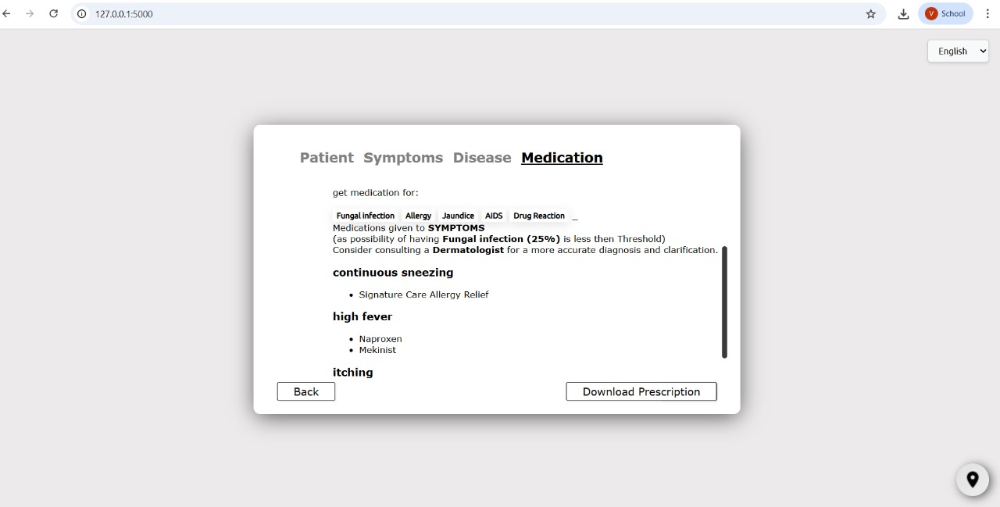 127.0.0.1:5000
V School
English
Patient Symptoms Disease Medication
get medication for:
Fungal infection Allergy Jaundice AIDS Drug Reaction _
Medications given to SYMPTOMS
(as possibility of having Fungal infection (25%) is less then Threshold)
Consider consulting a Dermatologist for a more accurate diagnosis and clarification.
continuous sneezing
• Signature Care Allergy Relief
high fever
• Naproxen
• Mekinist
itching
Back Download Prescription